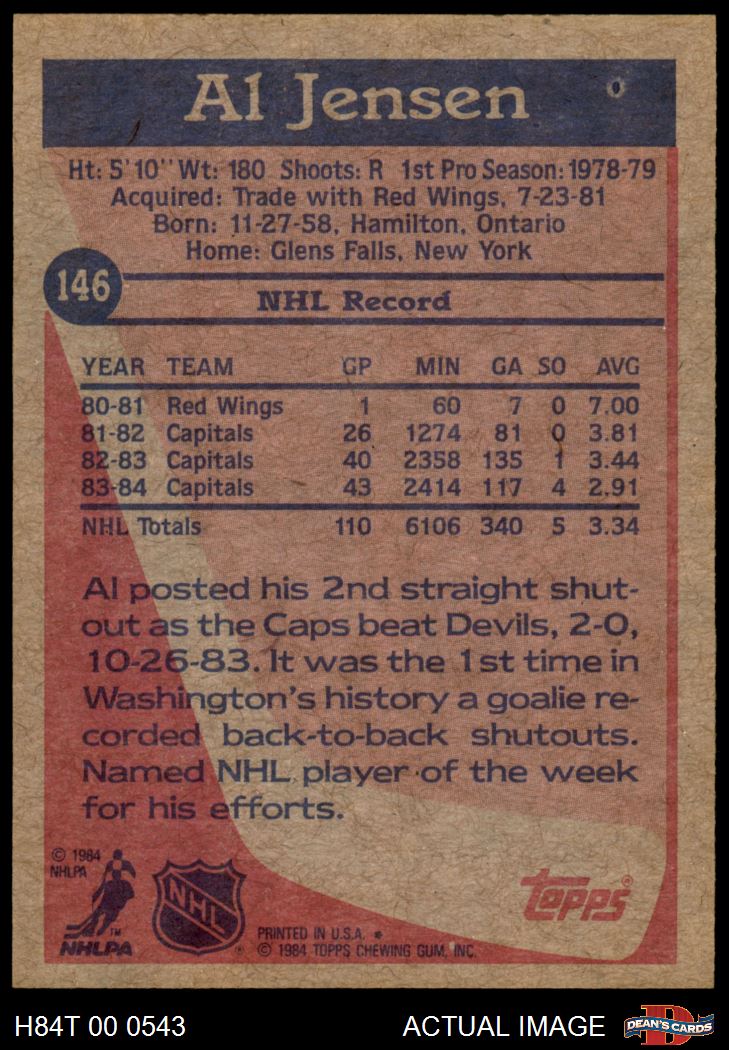 Al Jensen
Ht: 5'10" Wt: 180 Shoots: R 1st Pro Season: 1978-79
Acquired: Trade with Red Wings, 7-23-81
Born: 11-27-58, Hamilton, Ontario
Home: Glens Falls, New York
146
NHL Record
YEAR TEAM GP MIN GA SO AVG
80-81 Red Wings 1 60 7 0 7.00
81-82 Capitals 26 1274 81 0 3.81
82-83 Capitals 40 2358 135 1 3.44
83-84 Capitals 43 2414 117 4 2.91
NHL Totals 110 6106 340 5 3.34
Al posted his 2nd straight shut-
out as the Caps beat Devils, 2-0,
10-26-83. It was the 1st time in
Washington's history a goalie re-
corded back-to-back shutouts.
Named NHL player of the week
for his efforts.
© 1984
NHLPA
TM
NHLPA
NHL
®
PRINTED IN U.S.A. *
© 1984 TOPPS CHEWING GUM, INC.
topps®
H84T 00 0543
ACTUAL IMAGE
D
DEAN'S CARDS